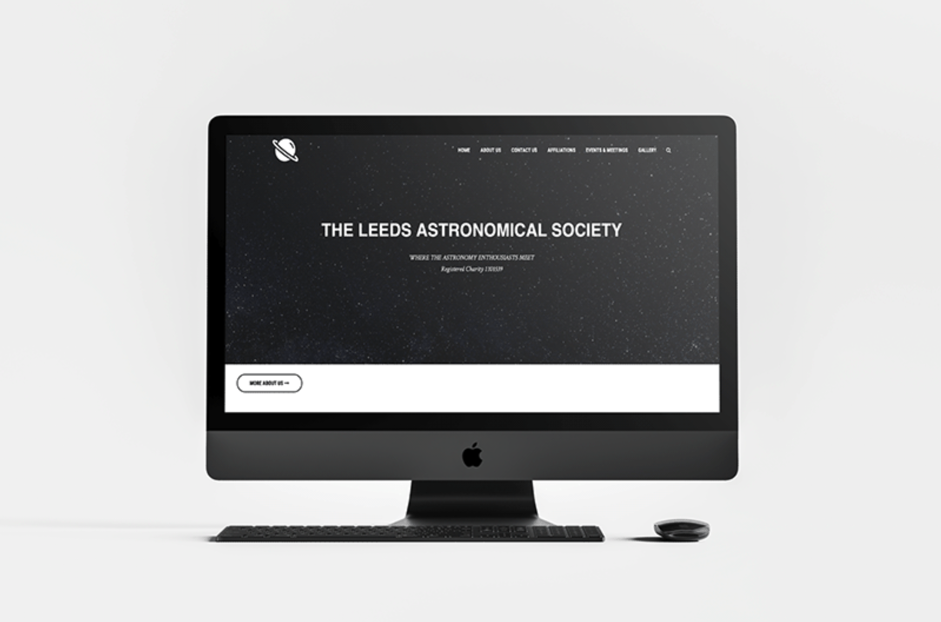 HOME ABOUT US CONTACT US AFFILIATIONS EVENTS & MEETINGS GALLERY
THE LEEDS ASTRONOMICAL SOCIETY
WHERE THE ASTRONOMY ENTHUSIASTS MEET
Registered Charity
MORE ABOUT US